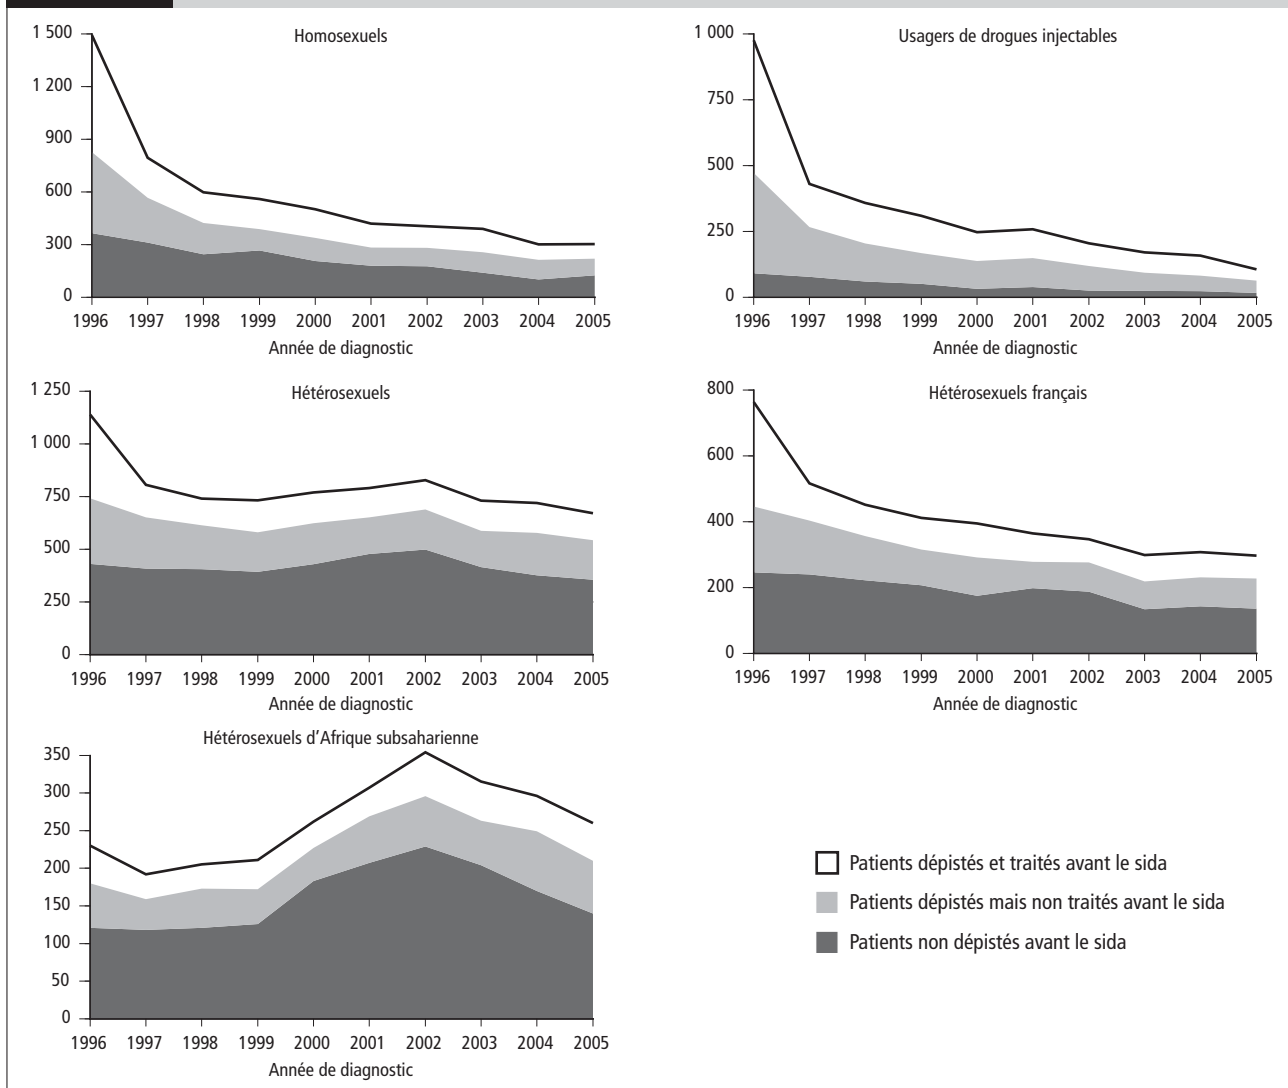 Homosexuels
1 500
1 200
900
600
300
0
1996 1997 1998 1999 2000 2001 2002 2003 2004 2005
Année de diagnostic
Usagers de drogues injectables
1 000
750
500
250
0
1996 1997 1998 1999 2000 2001 2002 2003 2004 2005
Année de diagnostic
Hétérosexuels
1 250
1 000
750
500
250
0
1996 1997 1998 1999 2000 2001 2002 2003 2004 2005
Année de diagnostic
Hétérosexuels français
800
600
400
200
0
1996 1997 1998 1999 2000 2001 2002 2003 2004 2005
Année de diagnostic
Hétérosexuels d'Afrique subsaharienne
350
300
250
200
150
100
50
0
1996 1997 1998 1999 2000 2001 2002 2003 2004 2005
Année de diagnostic
Patients dépistés et traités avant le sida
Patients dépistés mais non traités avant le sida
Patients non dépistés avant le sida